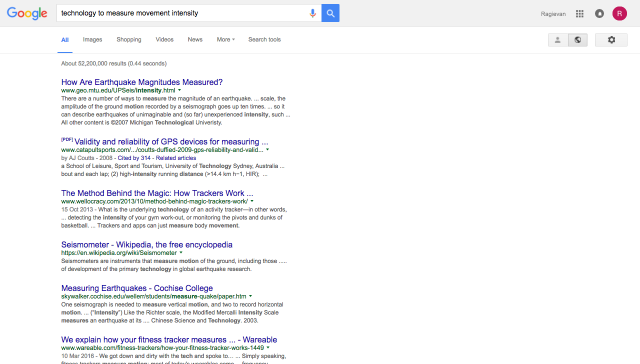 Google technology to measure movement intensity Ragiavan R
All Images Shopping Videos News More Search tools
About 52,200,000 results (0.44 seconds)
How Are Earthquake Magnitudes Measured?
www.geo.mtu.edu/UPSeis/intensity.html
There are a number of ways to measure the magnitude of an earthquake. ... scale, the
amplitude of the ground motion recorded by a seismograph goes up ten times. ... so it
can describe earthquakes of unimaginable and (so far) unexperienced intensity, such ...
All other content is ©2007 Michigan Technological Univeristy.
[PDF] Validity and reliability of GPS devices for measuring ...
www.catapultsports.com/.../coutts-duffied-2009-gps-reliability-and-valid...
by AJ Coutts - 2008 - Cited by 314 - Related articles
a School of Leisure, Sport and Tourism, University of Technology Sydney, Australia ...
bout and each lap; (2) high-intensity running distance (>14.4 km h−1, HIR); ...
The Method Behind the Magic: How Trackers Work ...
www.wellocracy.com/2013/10/method-behind-magic-trackers-work/
15 Oct 2013 - What is the underlying technology of an activity tracker—in other words,
... detecting the intensity of your gym work-out, or monitoring the pivots and dunks of
basketball. ... Trackers and apps can just measure body movement.
Seismometer - Wikipedia, the free encyclopedia
https://en.wikipedia.org/wiki/Seismometer
Seismometers are instruments that measure motion of the ground, including those .....
of development of the primary technology in global earthquake research.
Measuring Earthquakes - Cochise College
skywalker.cochise.edu/wellerr/students/measure-quake/paper.htm
One seismograph is needed to measure vertical motion, and two to record horizontal
motion. ... ("Intensity") Like the Richter scale, the Modified Mercalli Intensity Scale
measures an earthquake at its .... Chinese Science and Technology. 2003.
We explain how your fitness tracker measures ... - Wareable
www.wareable.com/fitness-trackers/how-your-fitness-tracker-works-1449
10 Mar 2016 - We got down and dirty with the tech and spoke to... ... Simply speaking,